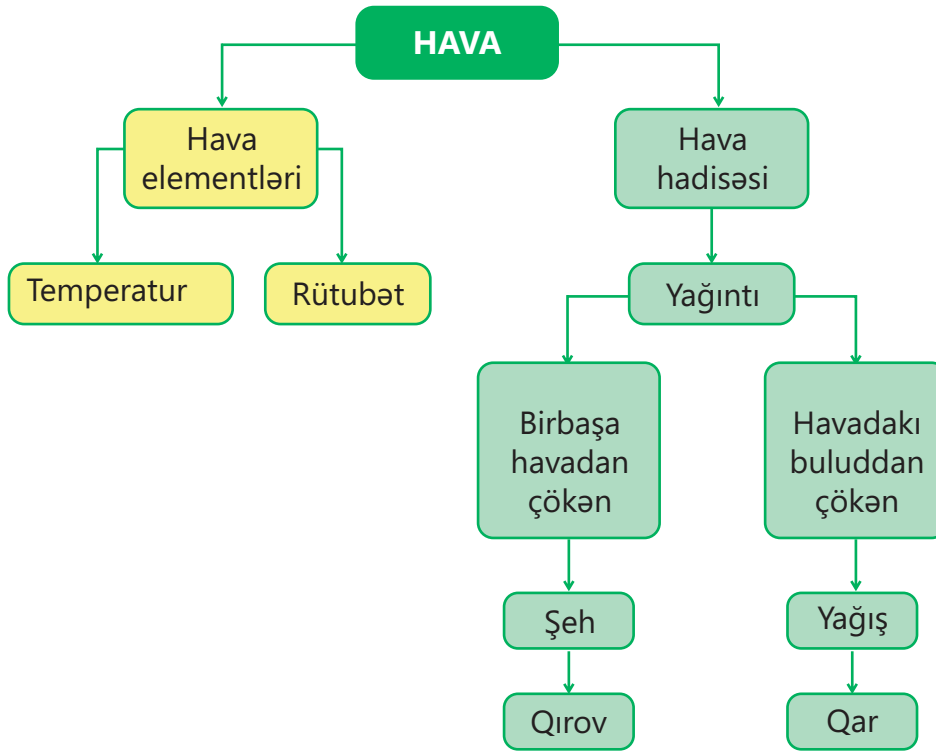 HAVA
Hava
elementləri
Hava
hadisəsi
Temperatur
Rütubət
Yağıntı
Birbaşa
havadan
çökən
Havadakı
buluddan
çökən
Şeh
Yağış
Qırov
Qar